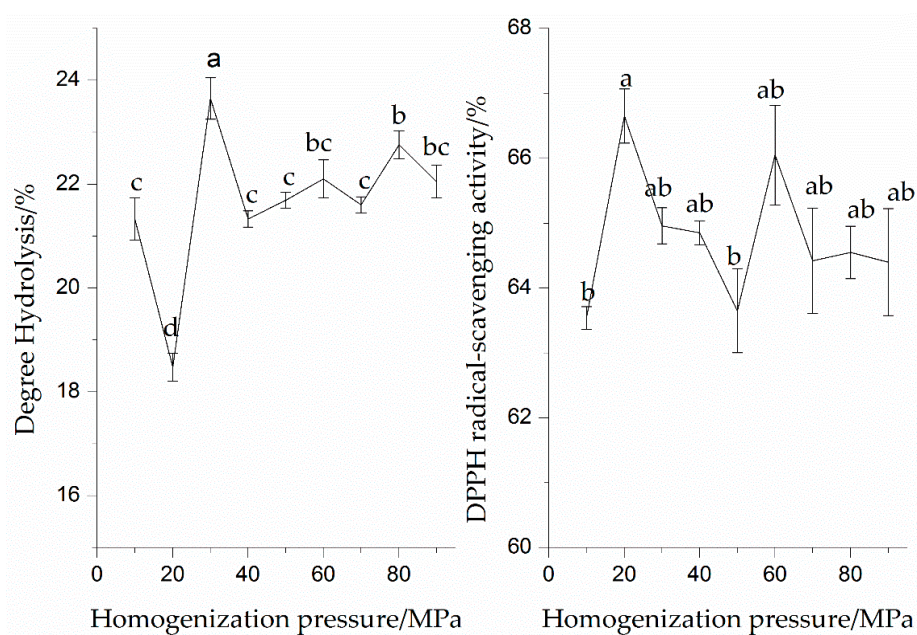 Degree Hydrolysis/%
24
22
20
18
16
c
d
a
c
c
bc
c
b
bc
0 20 40 60 80
Homogenization pressure/MPa
DPPH radical-scavenging activity/%
68
66
64
62
60
b
a
ab
ab
b
ab
ab
ab
ab
0 20 40 60 80
Homogenization pressure/MPa